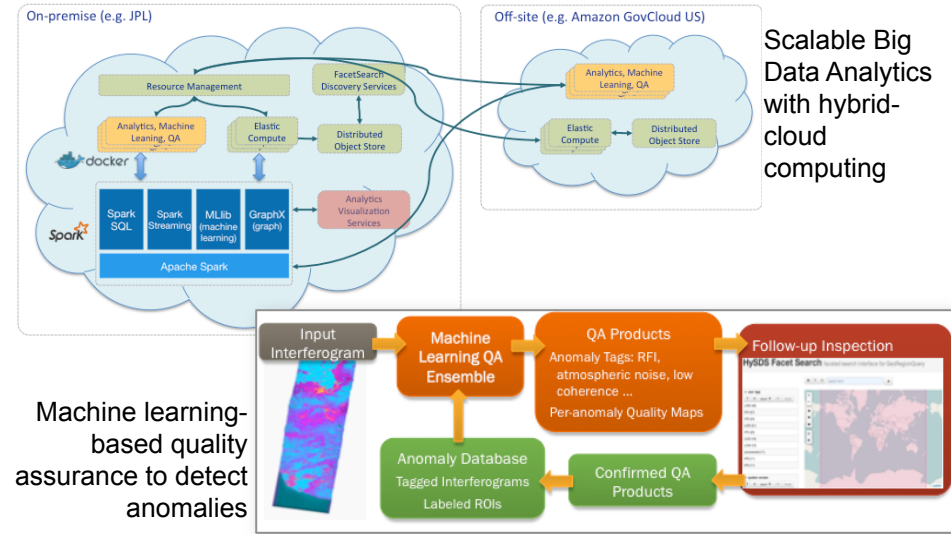 On-premise (e.g. JPL)
Resource Management
FacetSearch
Discovery Services
Analytics, Machine
Leaning, QA
Elastic
Compute
Distributed
Object Store
docker
Spark
SQL
Spark
Streaming
MLlib
(machine
learning)
GraphX
(graph)
Analytics
Visualization
Services
Spark
Apache Spark
Off-site (e.g. Amazon GovCloud US)
Analytics, Machine
Leaning, QA
Elastic
Compute
Distributed
Object Store
Scalable Big
Data Analytics
with hybrid-
cloud
computing
Machine learning-
based quality
assurance to detect
anomalies
Input
Interferogram
Machine
Learning QA
Ensemble
QA Products
Anomaly Tags: RFI,
atmospheric noise, low
coherence ...
Per-anomaly Quality Maps
Follow-up Inspection
HySDS Facet Search
Anomaly Database
Tagged Interferograms
Labeled ROIs
Confirmed QA
Products